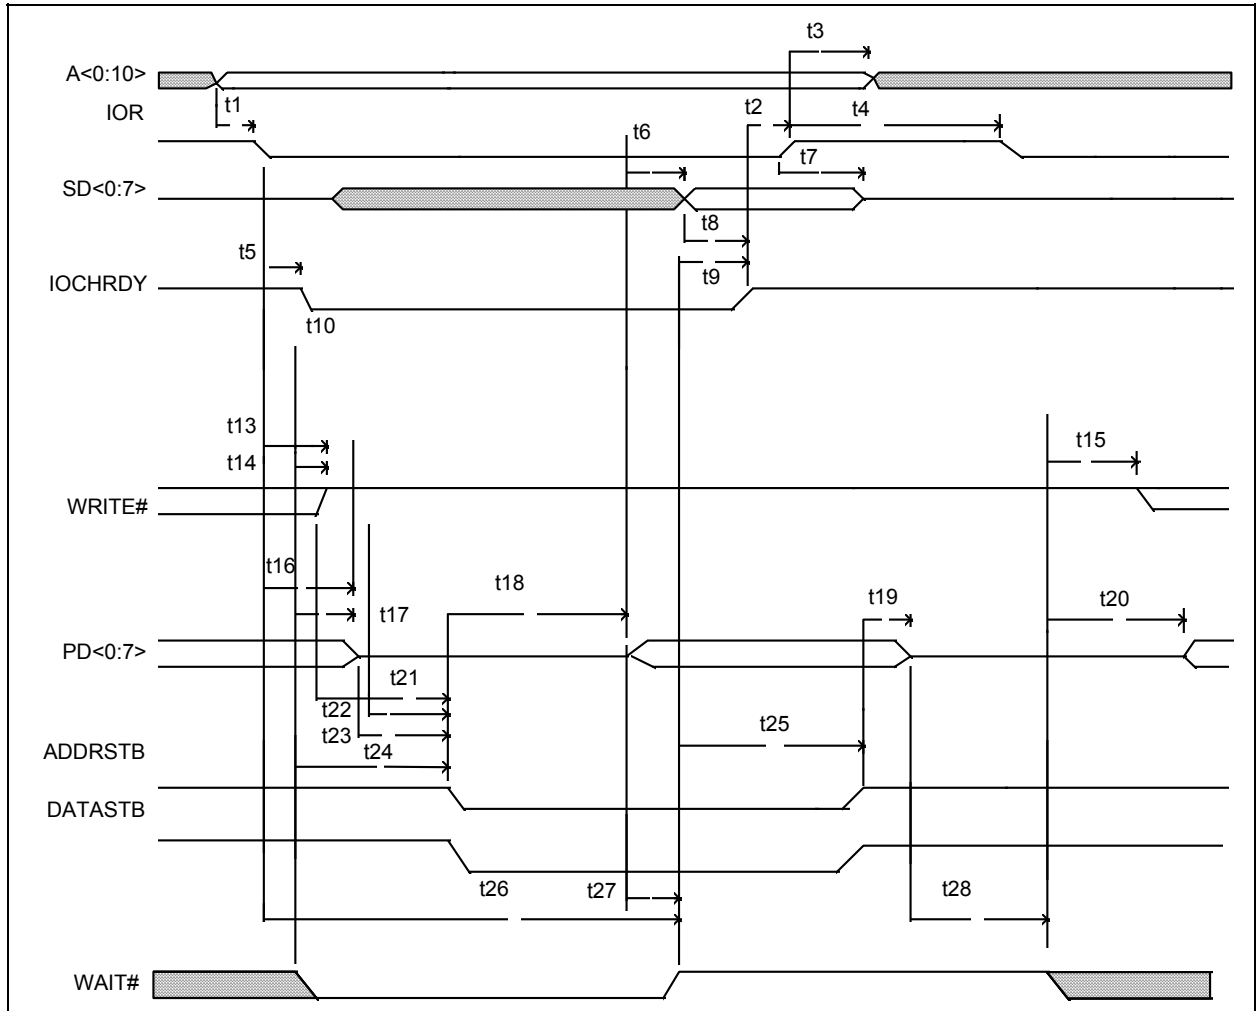 t3
A<0:10>
t1
t2
t4
IOR
t6
t7
SD<0:7>
t8
t5
t9
IOCHRDY
t10
t13
t15
t14
WRITE#
t16
t18
t19
t20
t17
PD<0:7>
t21
t22
t25
t23
t24
ADDRSTB
DATASTB
t26
t27
t28
WAIT#